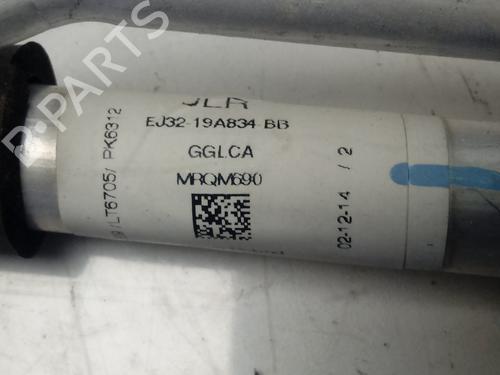 JLR
EJ32-19A834-BB
GGLCA
MRQM690
/LT6705/ PK6312
02-12-14 / 2
B-PARTS